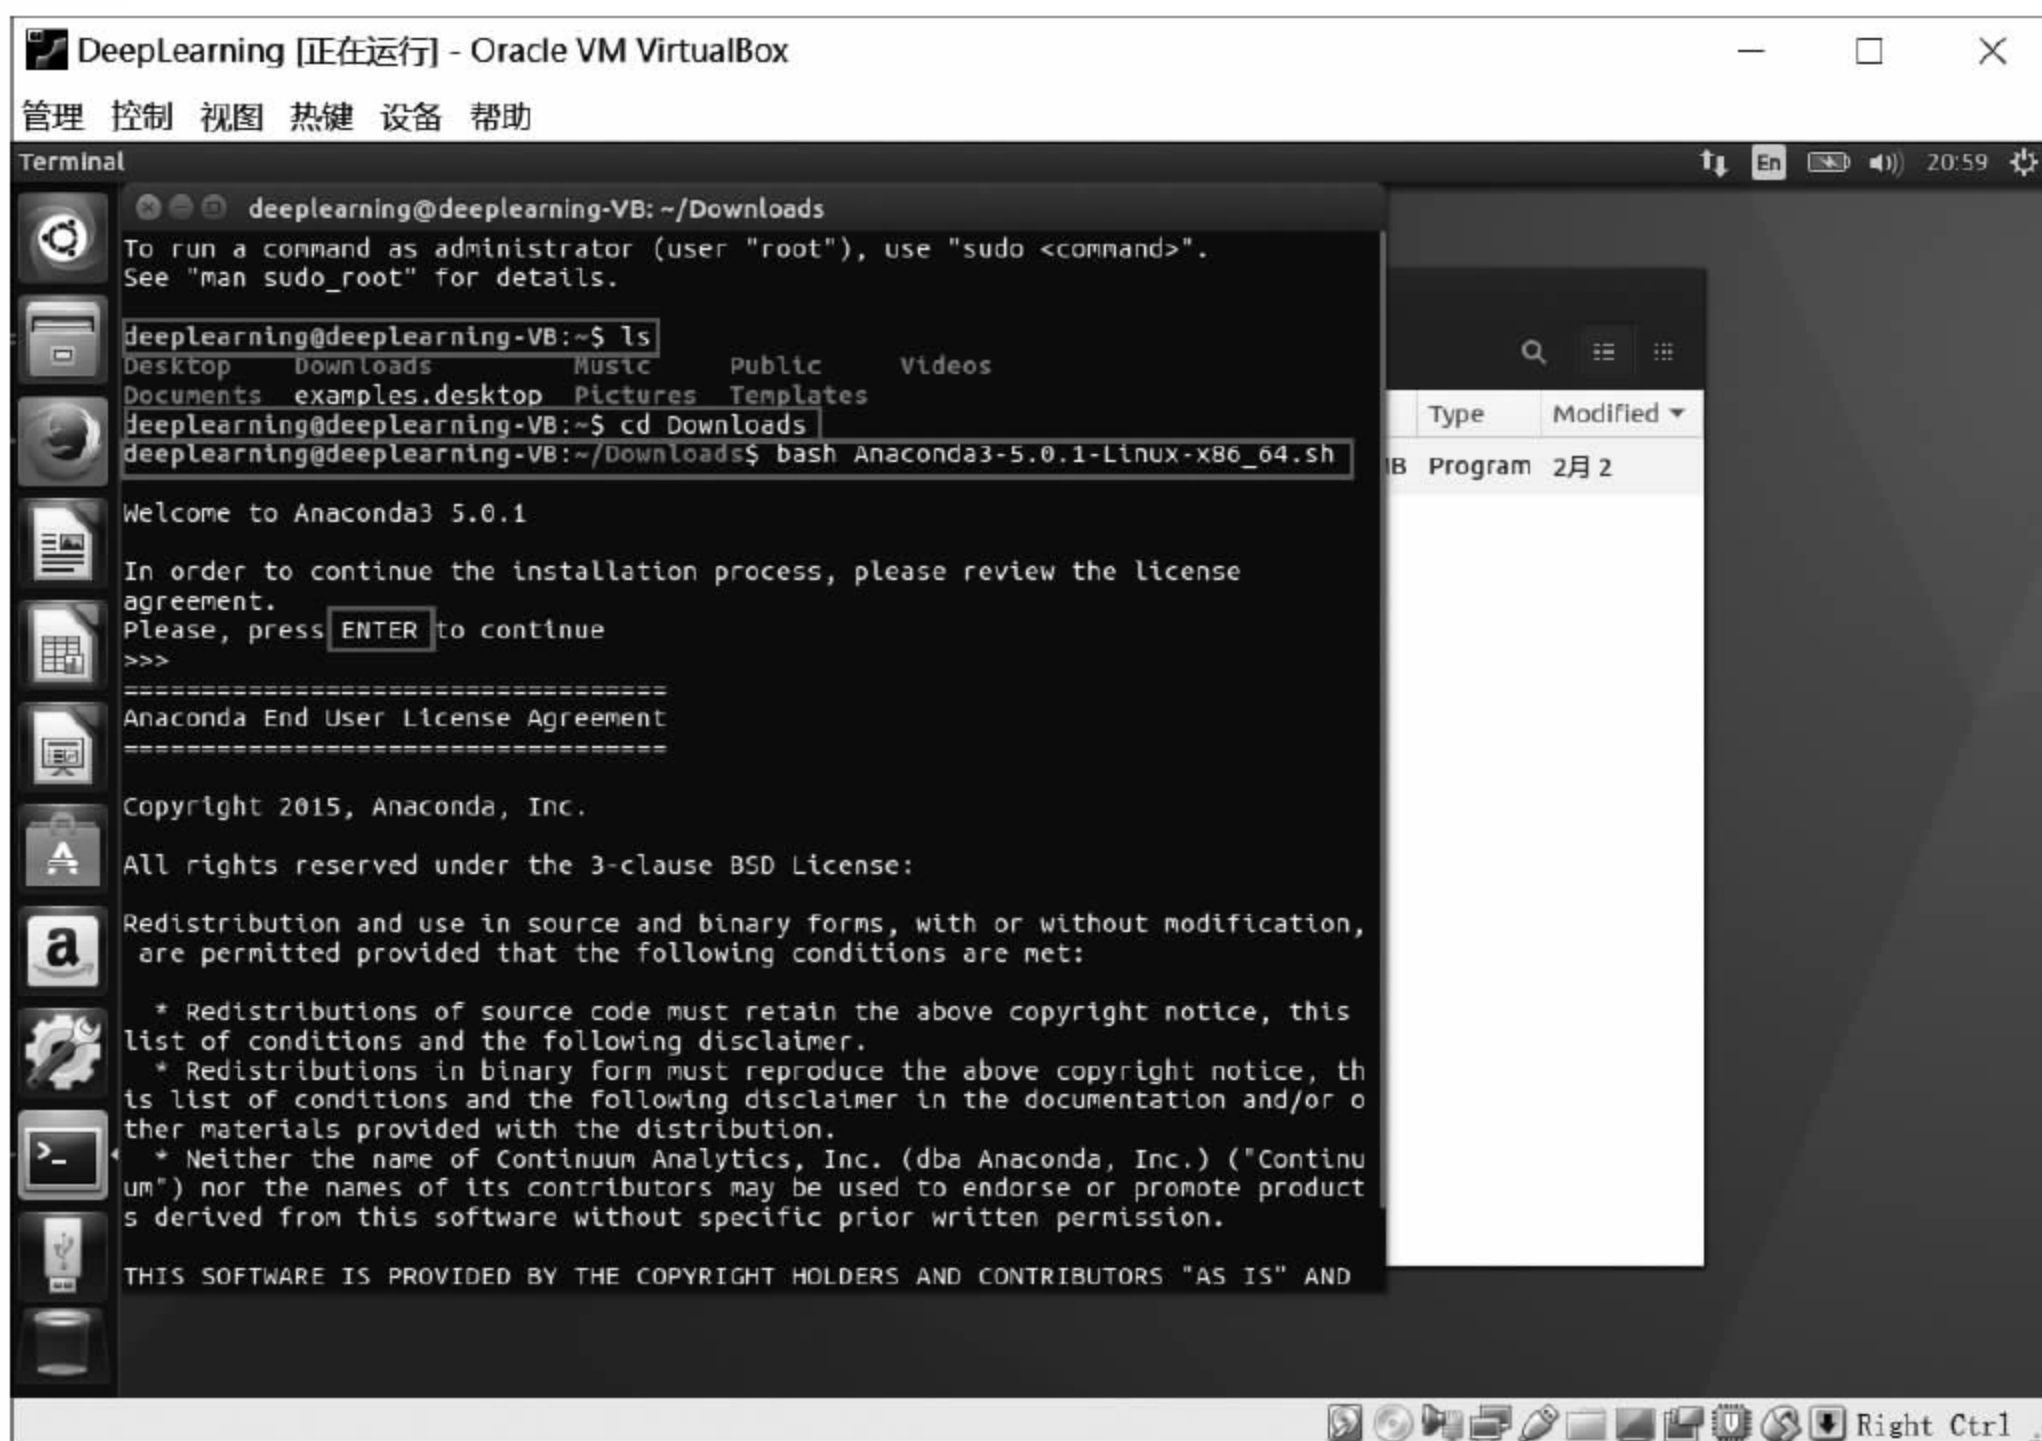 DeepLearning [正在运行] - Oracle VM VirtualBox
管理 控制 视图 热键 设备 帮助
Terminal
En
20:59
deeplearning@deeplearning-VB: ~/Downloads
To run a command as administrator (user "root"), use "sudo <command>".
See "man sudo_root" for details.
deeplearning@deeplearning-VB:~$ ls
Desktop Downloads Music Public Videos
Documents examples.desktop Pictures Templates
deeplearning@deeplearning-VB:~$ cd Downloads
deeplearning@deeplearning-VB:~/Downloads$ bash Anaconda3-5.0.1-Linux-x86_64.sh
Welcome to Anaconda3 5.0.1
In order to continue the installation process, please review the license
agreement.
Please, press ENTER to continue
>>>
===================================
Anaconda End User License Agreement
===================================
Copyright 2015, Anaconda, Inc.
All rights reserved under the 3-clause BSD License:
Redistribution and use in source and binary forms, with or without modification,
are permitted provided that the following conditions are met:
* Redistributions of source code must retain the above copyright notice, this
list of conditions and the following disclaimer.
* Redistributions in binary form must reproduce the above copyright notice, th
is list of conditions and the following disclaimer in the documentation and/or o
ther materials provided with the distribution.
* Neither the name of Continuum Analytics, Inc. (dba Anaconda, Inc.) ("Continu
um") nor the names of its contributors may be used to endorse or promote product
s derived from this software without specific prior written permission.
THIS SOFTWARE IS PROVIDED BY THE COPYRIGHT HOLDERS AND CONTRIBUTORS "AS IS" AND
Type Modified
Program 2月 2
a
Right Ctrl